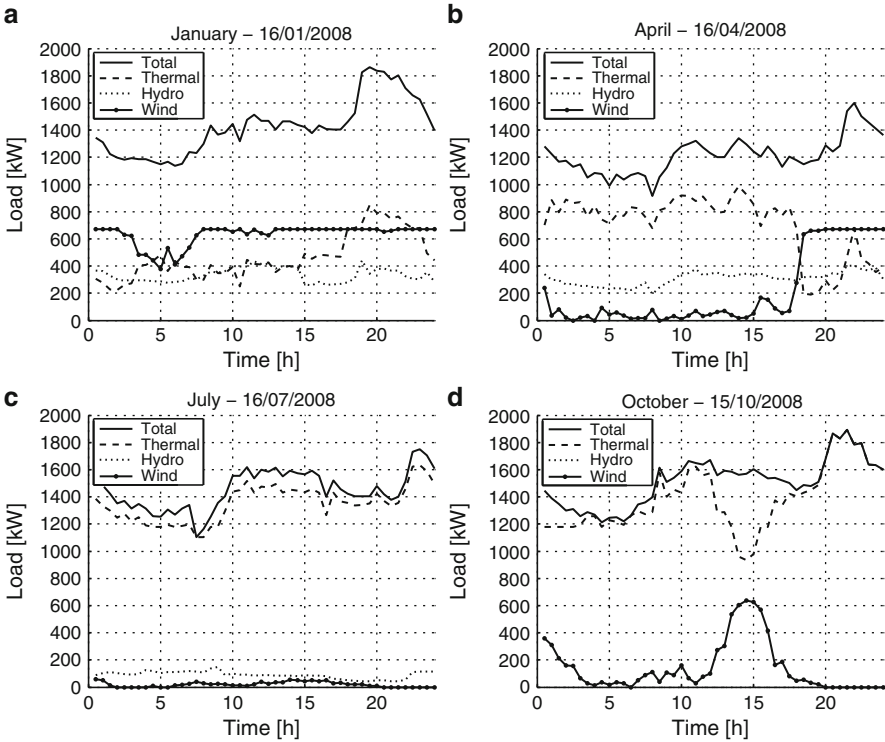 a
January – 16/01/2008
Load [kW]
2000
1800
1600
1400
1200
1000
800
600
400
200
0
Total
Thermal
Hydro
Wind
0 5 10 15 20
Time [h]
b
April – 16/04/2008
Load [kW]
2000
1800
1600
1400
1200
1000
800
600
400
200
0
Total
Thermal
Hydro
Wind
0 5 10 15 20
Time [h]
c
July – 16/07/2008
Load [kW]
2000
1800
1600
1400
1200
1000
800
600
400
200
0
Total
Thermal
Hydro
Wind
0 5 10 15 20
Time [h]
d
October – 15/10/2008
Load [kW]
2000
1800
1600
1400
1200
1000
800
600
400
200
0
Total
Thermal
Hydro
Wind
0 5 10 15 20
Time [h]